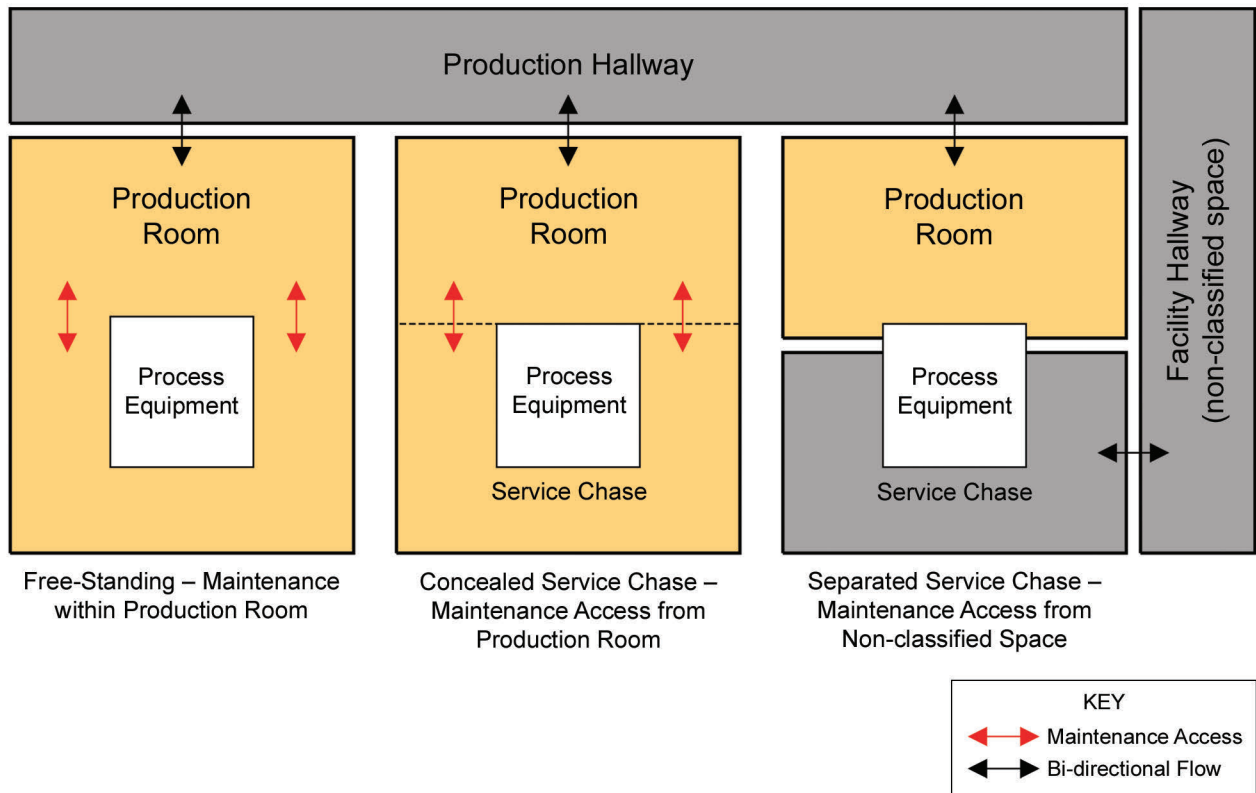 Production Hallway
Facility Hallway
(non-classified space)
Production
Room
Process
Equipment
Free-Standing – Maintenance
within Production Room
Production
Room
Process
Equipment
Service Chase
Concealed Service Chase –
Maintenance Access from
Production Room
Production
Room
Process
Equipment
Service Chase
Separated Service Chase –
Maintenance Access from
Non-classified Space
KEY
Maintenance Access
Bi-directional Flow